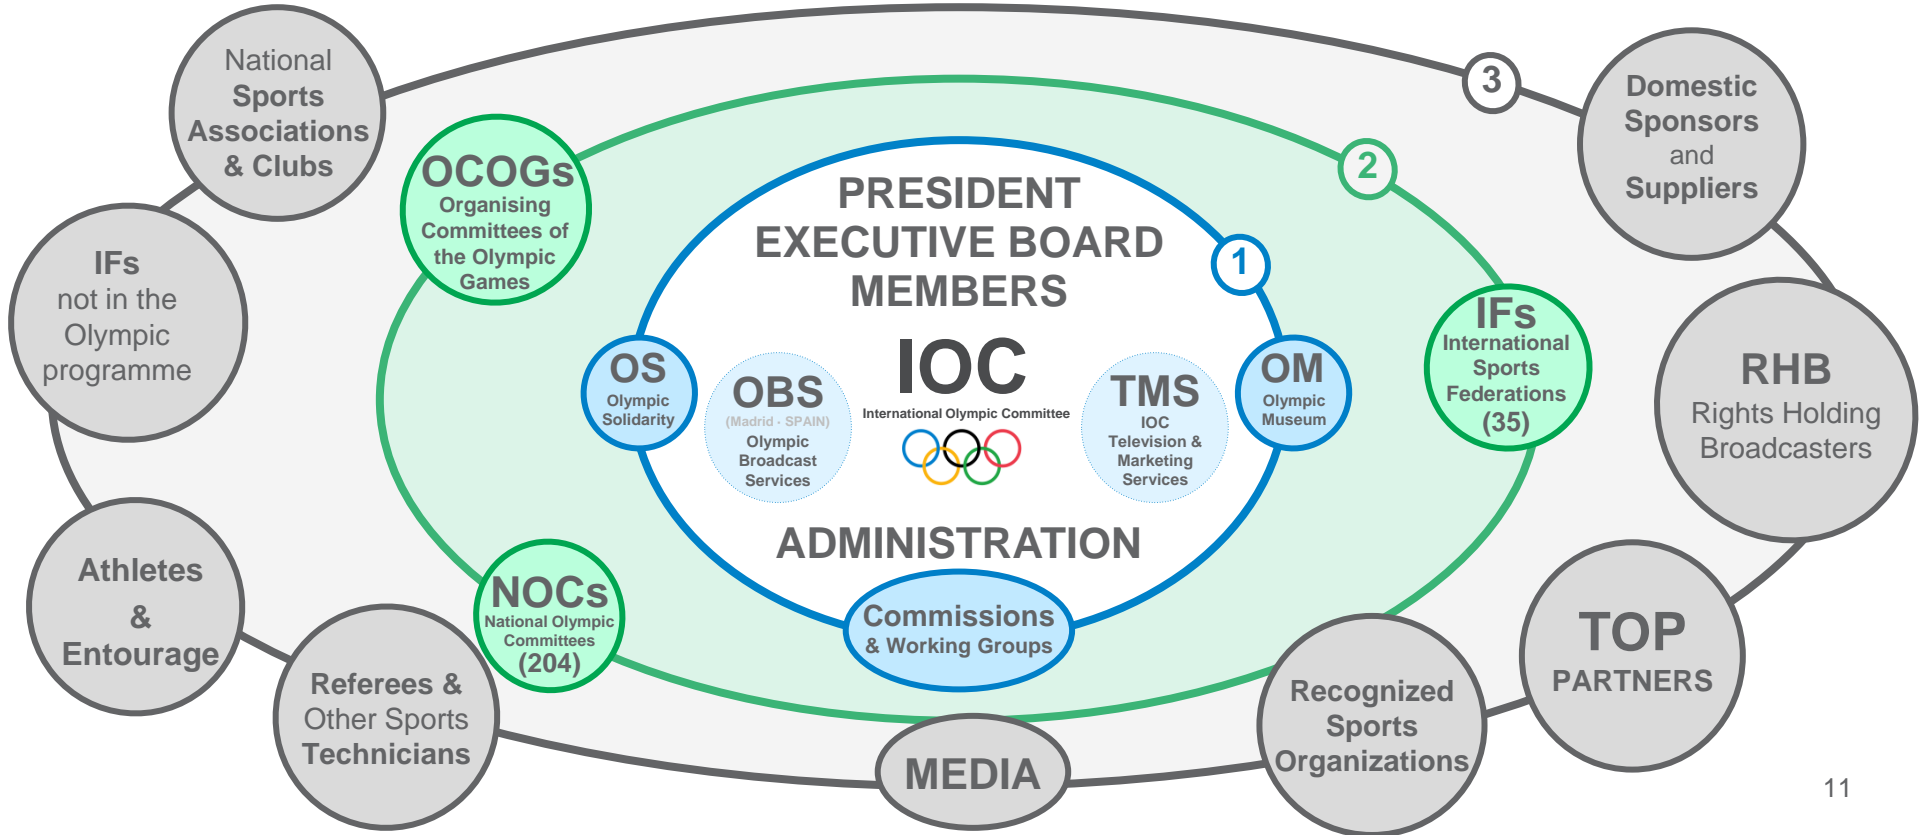 National
Sports
Associations
& Clubs
3
Domestic
Sponsors
and
Suppliers
OCOGs
Organising
Committees of
the Olympic
Games
2
PRESIDENT
EXECUTIVE BOARD
MEMBERS
1
IFs
not in the
Olympic
programme
IFs
International
Sports
Federations
(35)
RHB
Rights Holding
Broadcasters
OS
Olympic
Solidarity
OBS
(Madrid - SPAIN)
Olympic
Broadcast
Services
IOC
International Olympic Committee
TMS
IOC
Television &
Marketing
Services
OM
Olympic
Museum
ADMINISTRATION
Commissions
& Working Groups
NOCs
National Olympic
Committees
(204)
Athletes
&
Entourage
Referees &
Other Sports
Technicians
MEDIA
Recognized
Sports
Organizations
TOP
PARTNERS
11